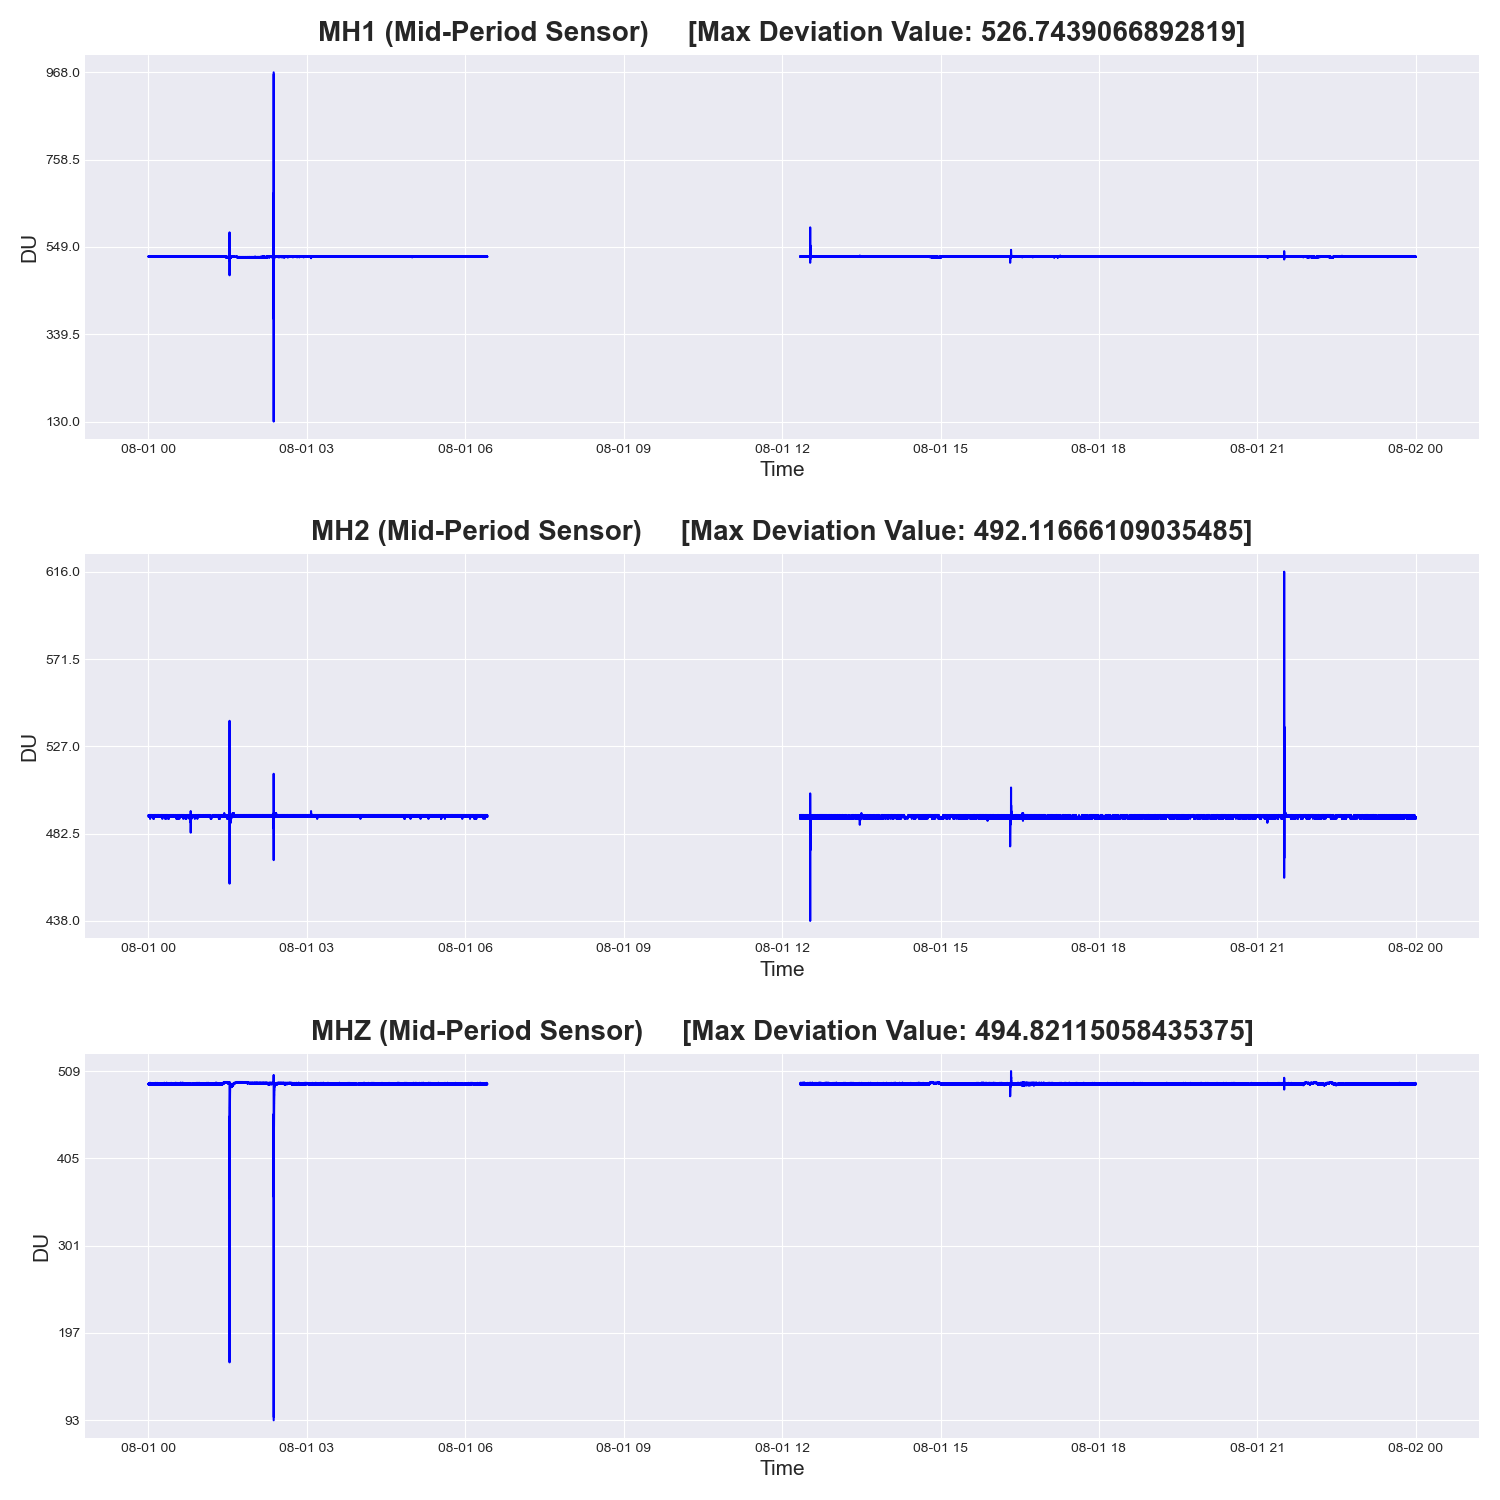 MH1 (Mid-Period Sensor) [Max Deviation Value: 526.7439066892819]
968.0
758.5
549.0
339.5
130.0
DU
08-01 00 08-01 03 08-01 06 08-01 09 08-01 12 08-01 15 08-01 18 08-01 21 08-02 00
Time
MH2 (Mid-Period Sensor) [Max Deviation Value: 492.11666109035485]
616.0
571.5
527.0
482.5
438.0
DU
08-01 00 08-01 03 08-01 06 08-01 09 08-01 12 08-01 15 08-01 18 08-01 21 08-02 00
Time
MHZ (Mid-Period Sensor) [Max Deviation Value: 494.82115058435375]
509
405
301
197
93
DU
08-01 00 08-01 03 08-01 06 08-01 09 08-01 12 08-01 15 08-01 18 08-01 21 08-02 00
Time